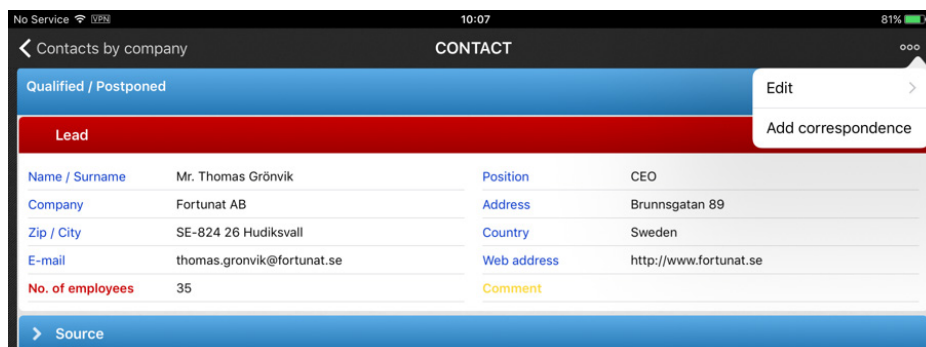 No Service VPN 10:07 81%
Contacts by company CONTACT
Qualified / Postponed
Edit
Add correspondence
Lead
Name / Surname Mr. Thomas Grönvik Position CEO
Company Fortunat AB Address Brunnsgatan 89
Zip / City SE-824 26 Hudiksvall Country Sweden
E-mail thomas.gronvik@fortunat.se Web address http://www.fortunat.se
No. of employees 35 Comment
Source